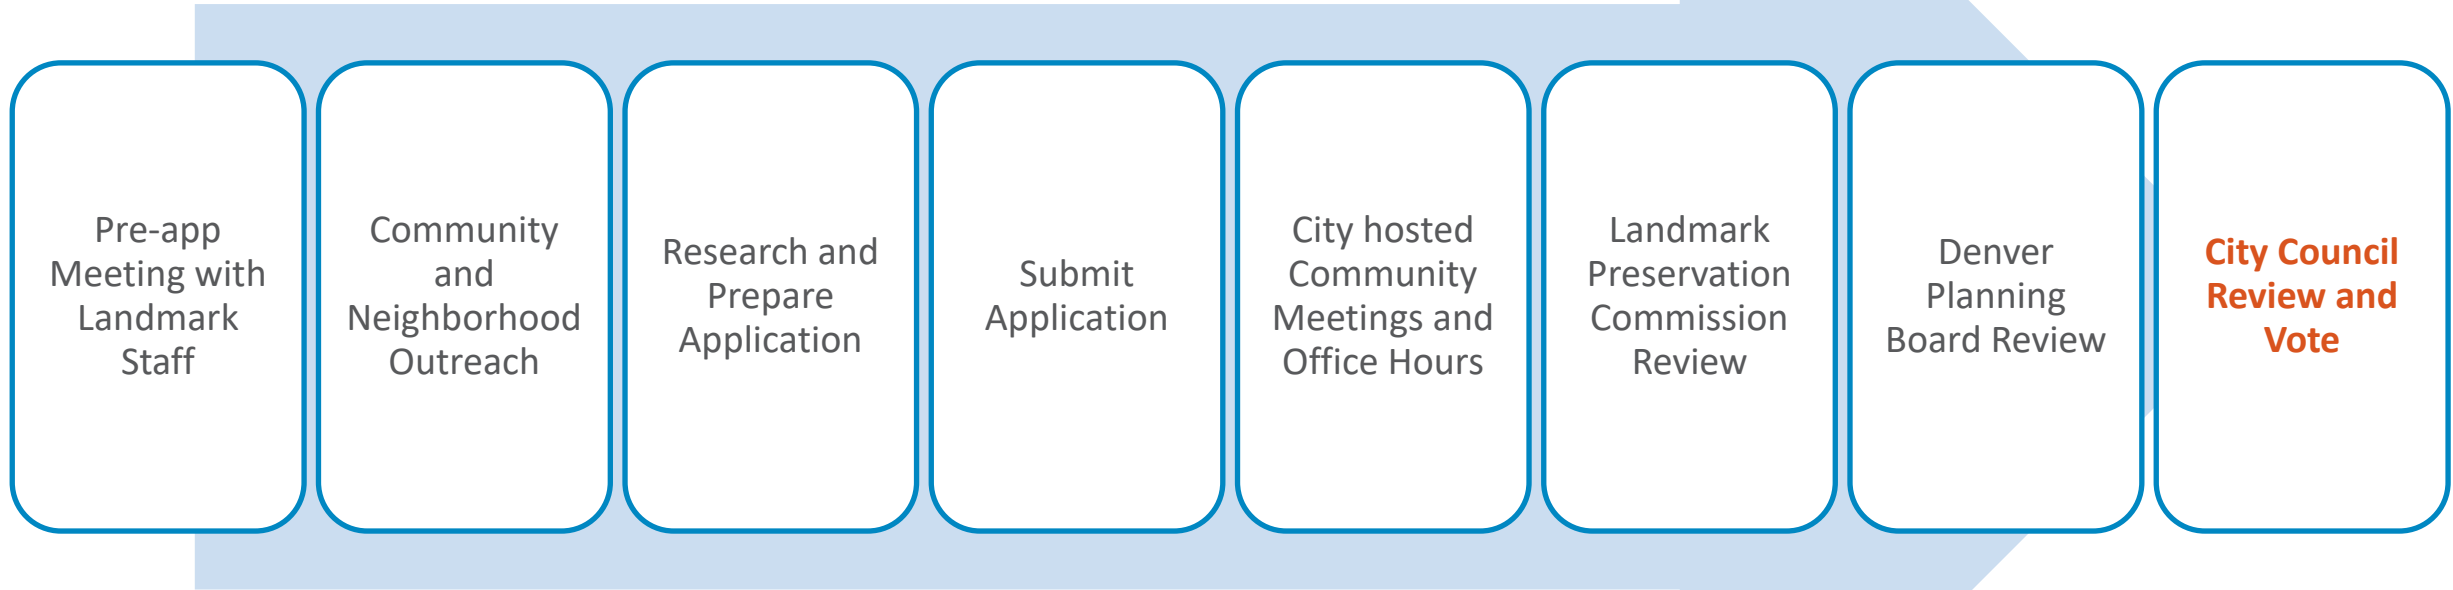 Pre-app
Meeting with
Landmark
Staff
Community
and
Neighborhood
Outreach
Research and
Prepare
Application
Submit
Application
City hosted
Community
Meetings and
Office Hours
Landmark
Preservation
Commission
Review
Denver
Planning
Board Review
City Council
Review and
Vote